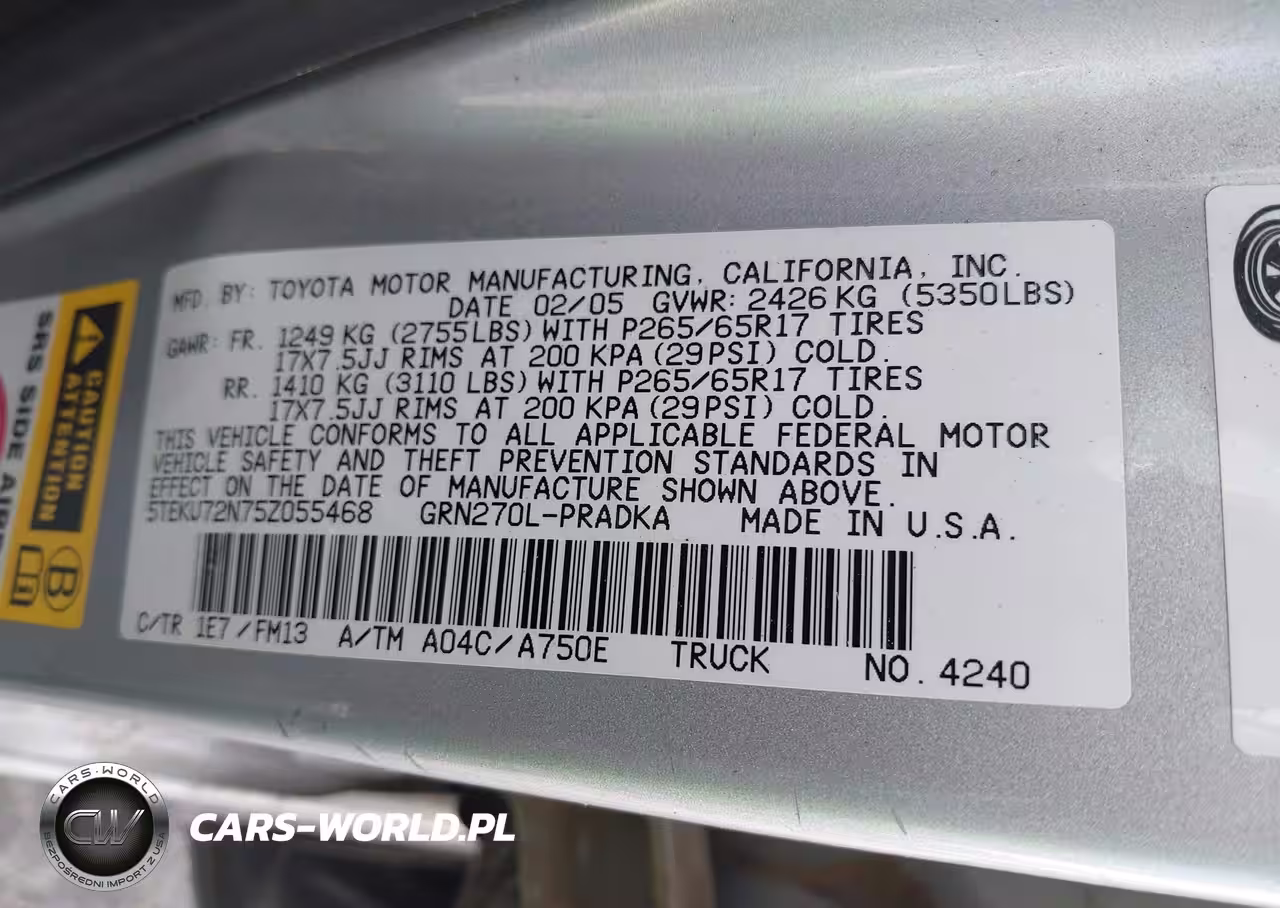 MFD. BY: TOYOTA MOTOR MANUFACTURING, CALIFORNIA, INC.
DATE 02/05 GVWR: 2426 KG (5350LBS)
GAWR: FR. 1249 KG (2755LBS) WITH P265/65R17 TIRES
17X7.5JJ RIMS AT 200 KPA (29PSI) COLD.
RR. 1410 KG (3110 LBS) WITH P265/65R17 TIRES
17X7.5JJ RIMS AT 200 KPA (29PSI) COLD.
THIS VEHICLE CONFORMS TO ALL APPLICABLE FEDERAL MOTOR
VEHICLE SAFETY AND THEFT PREVENTION STANDARDS IN
EFFECT ON THE DATE OF MANUFACTURE SHOWN ABOVE.
5TEKU72N75Z055468 GRN270L-PRADKA MADE IN U.S.A.
C/TR 1E7/FM13 A/TM A04C/A750E TRUCK NO. 4240
CAUTION
ATTENTION
B
SRS SIDE
CARS-WORLD
CW
BEZPOŚREDNI IMPORT Z USA
CARS-WORLD.PL